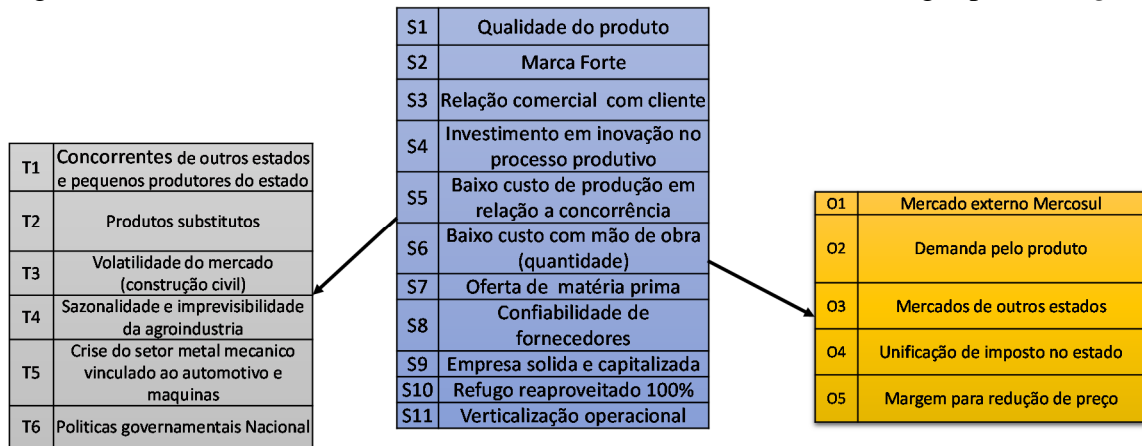 S1 Qualidade do produto
S2 Marca Forte
S3 Relação comercial com cliente
S4 Investimento em inovação no
processo produtivo
S5 Baixo custo de produção em
relação a concorrência
S6 Baixo custo com mão de obra
(quantidade)
S7 Oferta de matéria prima
S8 Confiabilidade de
fornecedores
S9 Empresa solida e capitalizada
S10 Refugo reaproveitado 100%
S11 Verticalização operacional
T1 Concorrentes de outros estados
e pequenos produtores do estado
T2 Produtos substitutos
T3 Volatilidade do mercado
(construção civil)
T4 Sazonalidade e imprevisibilidade
da agroindustria
T5 Crise do setor metal mecanico
vinculado ao automotivo e
maquinas
T6 Politicas governamentais Nacional
O1 Mercado externo Mercosul
O2 Demanda pelo produto
O3 Mercados de outros estados
O4 Unificação de imposto no estado
O5 Margem para redução de preço